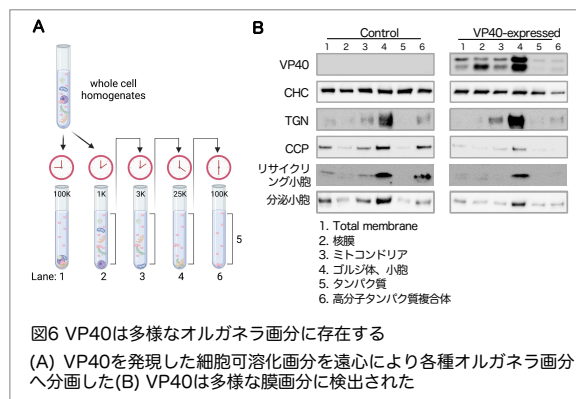 A
whole cell
homogenates
100K 1K 3K 25K 100K
5
Lane: 1 2 3 4 6
B
Control VP40-expressed
1 2 3 4 5 6 1 2 3 4 5 6
VP40
CHC
TGN
CCP
リサイクリ
ング小胞
分泌小胞
1. Total membrane
2. 核膜
3. ミトコンドリア
4. ゴルジ体、小胞
5. タンパク質
6. 高分子タンパク質複合体
図6 VP40は多様なオルガネラ画分に存在する
(A) VP40を発現した細胞可溶化画分を遠心により各種オルガネラ画分
へ分画した(B) VP40は多様な膜画分に検出された